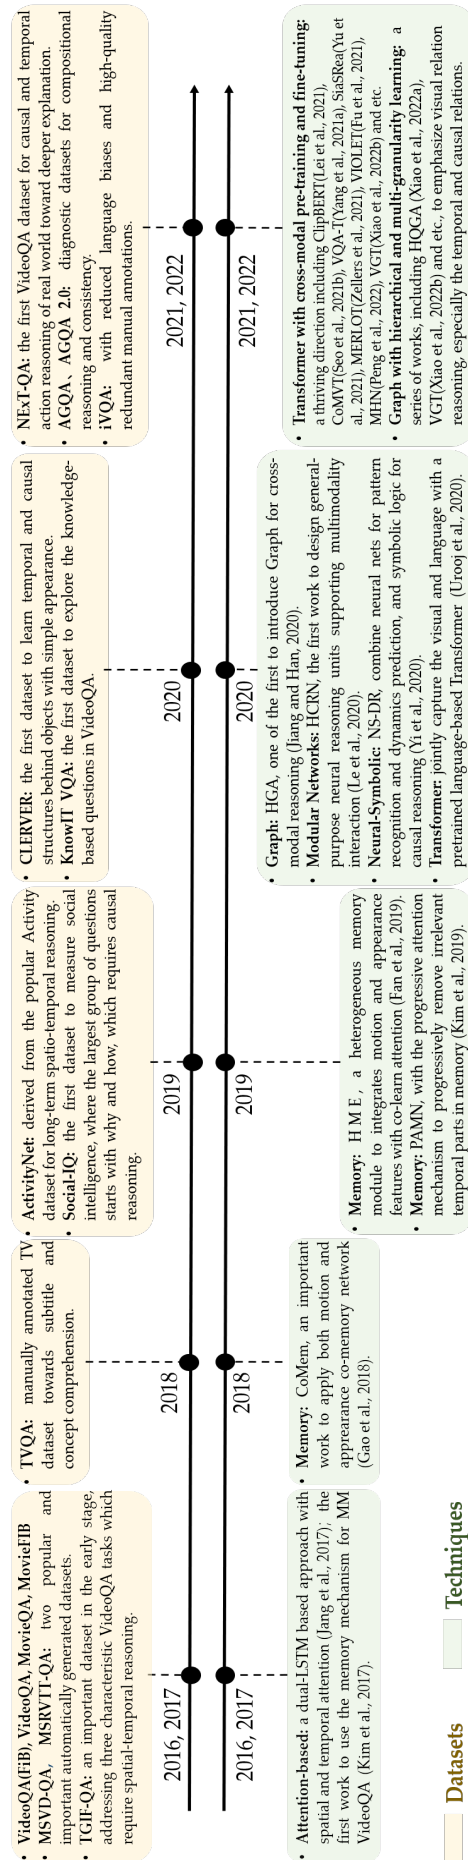 • VideoQA(FiB), VideoQA, MovieQA, MovieFIB
• MSVD-QA, MSRVTT-QA: two popular and
important automatically generated datasets.
• TGIF-QA: an important dataset in the early stage,
addressing three characteristic VideoQA tasks which
require spatial-temporal reasoning.
• TVQA: manually annotated TV
dataset towards subtitle and
concept comprehension.
• ActivityNet: derived from the popular Activity
dataset for long-term spatio-temporal reasoning.
• Social-IQ: the first dataset to measure social
intelligence, where the largest group of questions
starts with why and how, which requires causal
reasoning.
• CLERVER: the first dataset to learn temporal and causal
structures behind objects with simple appearance.
• KnowIT VQA: the first dataset to explore the knowledge-
based questions in VideoQA.
• NExT-QA: the first VideoQA dataset for causal and temporal
action reasoning of real world toward deeper explanation.
• AGQA、AGQA 2.0: diagnostic datasets for compositional
reasoning and consistency.
• iVQA: with reduced language biases and high-quality
redundant manual annotations.
2016, 2017
2018
2019
2020
2021, 2022
2016, 2017
2018
2019
2020
2021, 2022
• Attention-based: a dual-LSTM based approach with
spatial and temporal attention (Jang et al., 2017); the
first work to use the memory mechanism for MM
VideoQA (Kim et al., 2017).
• Memory: CoMem, an important
work to apply both motion and
apprearance co-memory network
(Gao et al., 2018).
• Memory: HME, a heterogeneous memory
module to integrates motion and appearance
features with co-learn attention (Fan et al., 2019).
• Memory: PAMN, with the progressive attention
mechanism to progressively remove irrelevant
temporal parts in memory (Kim et al., 2019).
• Graph: HGA, one of the first to introduce Graph for cross-
modal reasoning (Jiang and Han, 2020).
• Modular Networks: HCRN, the first work to design general-
purpose neural reasoning units supporting multimodality
interaction (Le et al., 2020).
• Neural-Symbolic: NS-DR, combine neural nets for pattern
recognition and dynamics prediction, and symbolic logic for
causal reasoning (Yi et al., 2020).
• Transformer: jointly capture the visual and language with a
pretrained language-based Transformer (Urooj et al., 2020).
• Transformer with cross-modal pre-training and fine-tuning:
a thriving direction including ClipBERT(Lei et al., 2021),
CoMVT(Seo et al., 2021b), VQA-T(Yang et al., 2021a), SiaSRea(Yu et
al., 2021), MERLOT(Zellers et al., 2021), VIOLET(Fu et al., 2021),
MHN(Peng et al., 2022), VGT(Xiao et al., 2022b) and etc.
• Graph with hierarchical and multi-granularity learning: a
series of works, including HQGA (Xiao et al., 2022a),
VGT(Xiao et al., 2022b) and etc., to emphasize visual relation
reasoning, especially the temporal and causal relations.
Datasets
Techniques